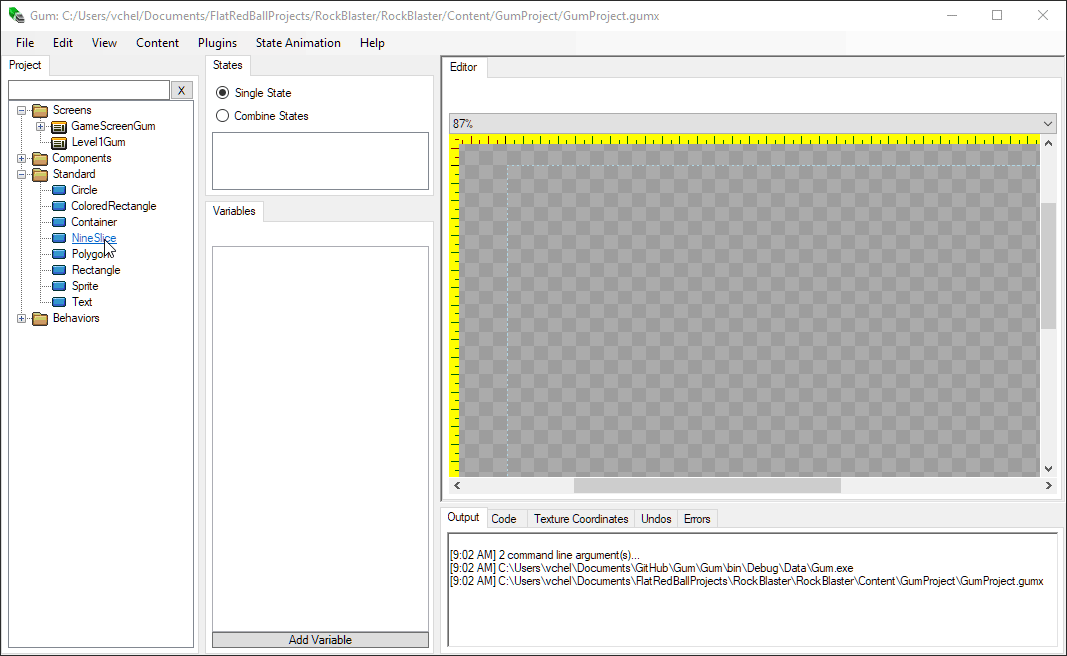 Gum: C:/Users/vchel/Documents/FlatRedBallProjects/RockBlaster/RockBlaster/Content/GumProject/GumProject.gumx
File Edit View Content Plugins State Animation Help
Project
X
Screens
GameScreenGum
Level1Gum
Components
Standard
Circle
ColoredRectangle
Container
NineSlice
Polygon
Rectangle
Sprite
Text
Behaviors
States
Single State
Combine States
Variables
Add Variable
Editor
87%
Output Code Texture Coordinates Undos Errors
[9:02 AM] 2 command line argument(s)...
[9:02 AM] C:\Users\vchel\Documents\GitHub\Gum\Gum\bin\Debug\Data\Gum.exe
[9:02 AM] C:\Users\vchel\Documents\FlatRedBallProjects\RockBlaster\RockBlaster\Content\GumProject\GumProject.gumx